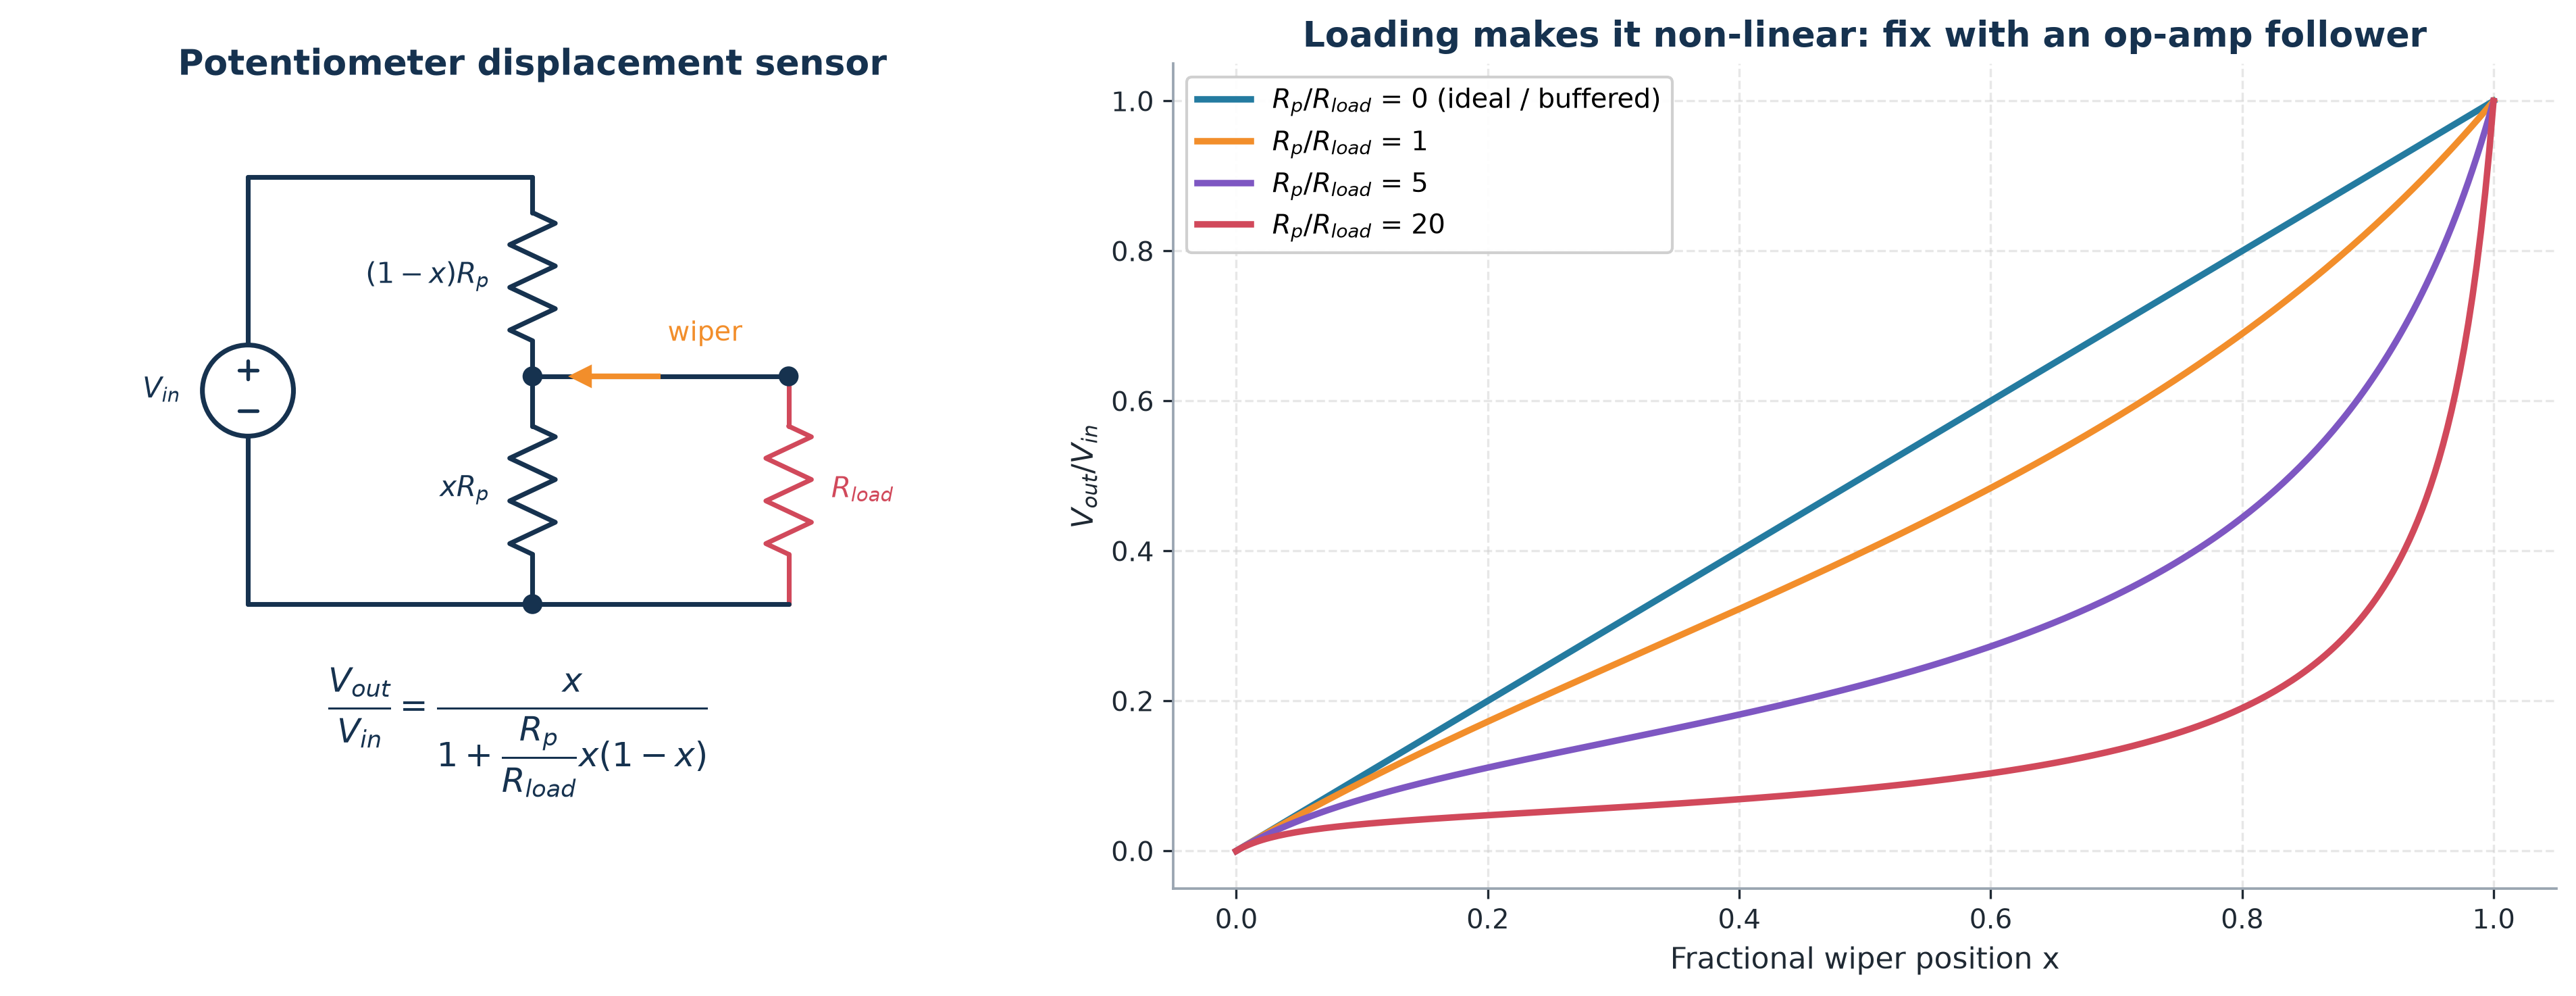 Potentiometer displacement sensor
(1 − x)R_p
wiper
V_in
+
−
xR_p
R_load
V_out/V_in = x / (1 + (R_p/R_load) x(1 − x))
Loading makes it non-linear: fix with an op-amp follower
R_p/R_load = 0 (ideal / buffered)
R_p/R_load = 1
R_p/R_load = 5
R_p/R_load = 20
V_out/V_in
1.0
0.8
0.6
0.4
0.2
0.0
0.0 0.2 0.4 0.6 0.8 1.0
Fractional wiper position x